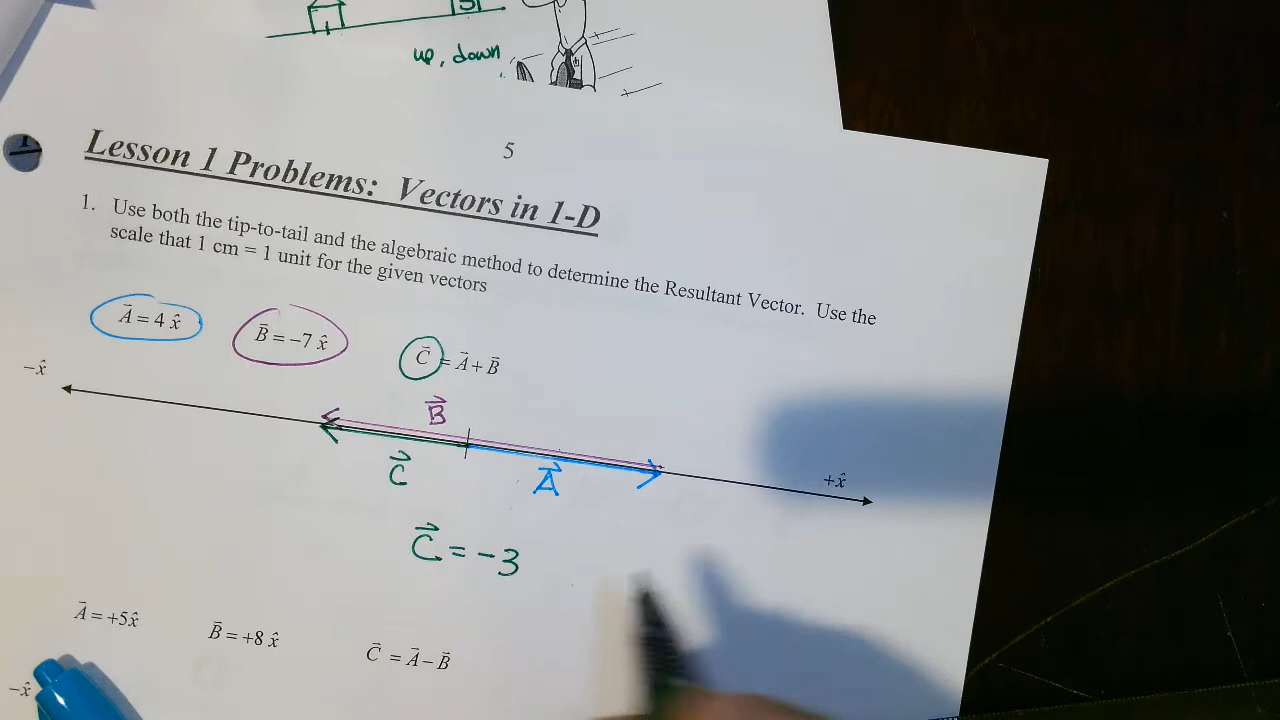 up, down
5
Lesson 1 Problems: Vectors in 1-D
1. Use both the tip-to-tail and the algebraic method to determine the Resultant Vector. Use the
scale that 1 cm = 1 unit for the given vectors
A⃗ = 4 x̂ B⃗ = −7 x̂ C⃗ = A⃗ + B⃗
−x̂
B⃗
C⃗ A⃗ +x̂
C⃗ = −3
A⃗ = +5x̂ B⃗ = +8 x̂ C⃗ = A⃗ − B⃗
−x̂